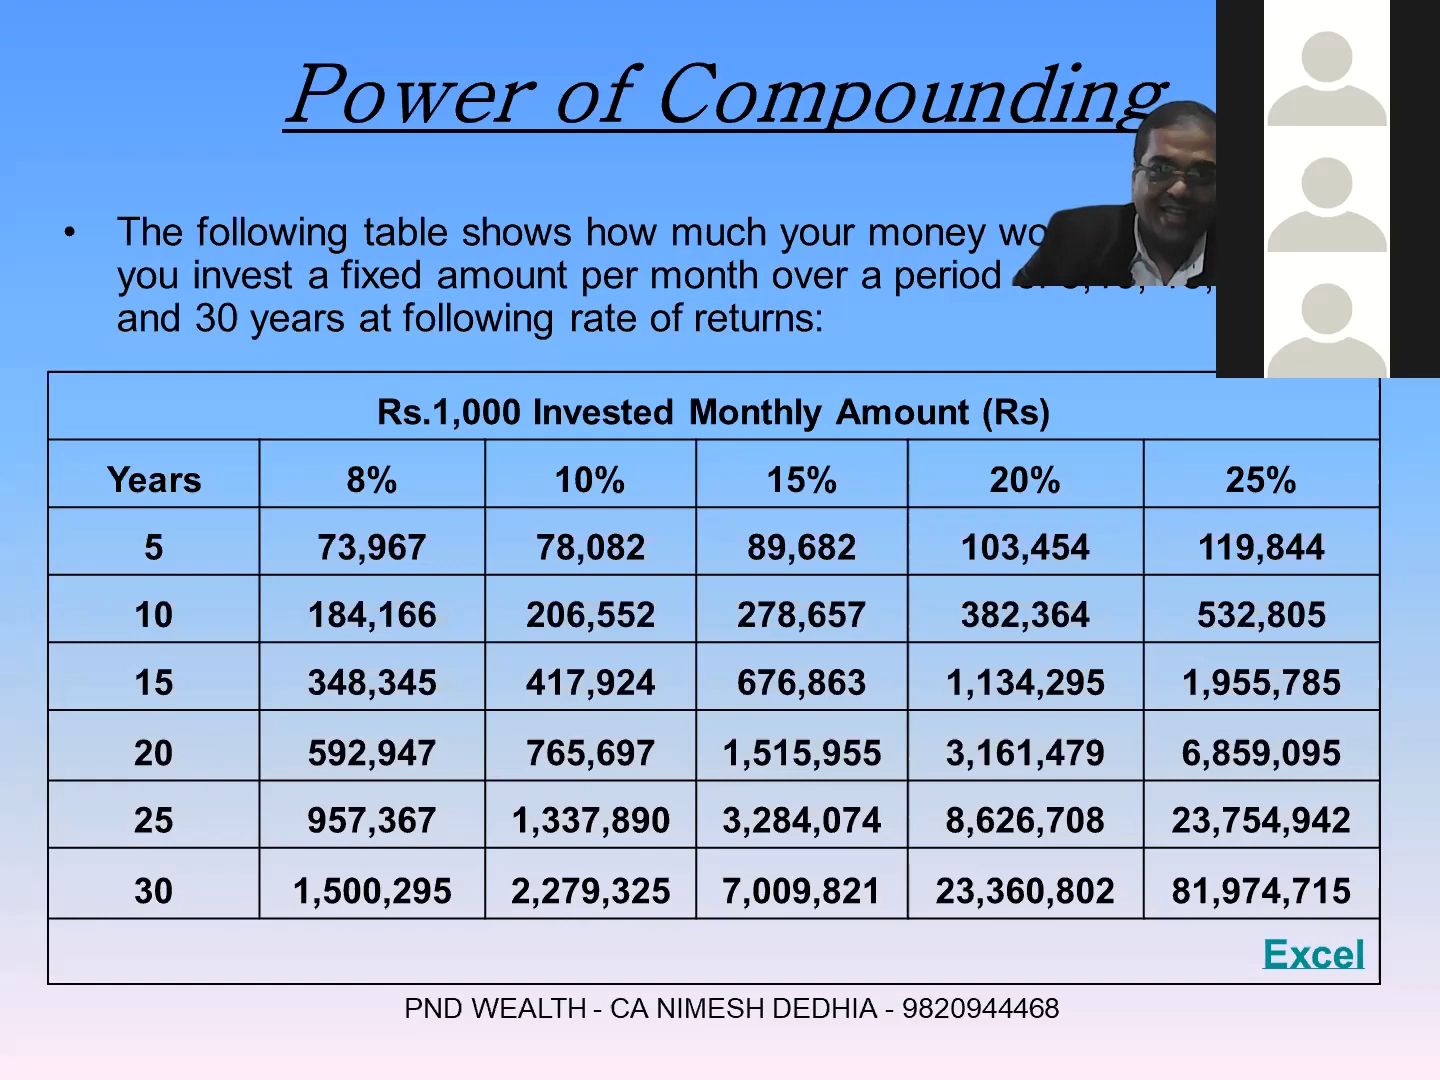 Power of Compounding
• The following table shows how much your money
you invest a fixed amount per month over a period
and 30 years at following rate of returns:
Rs.1,000 Invested Monthly Amount (Rs)
Years 8% 10% 15% 20% 25%
5 73,967 78,082 89,682 103,454 119,844
10 184,166 206,552 278,657 382,364 532,805
15 348,345 417,924 676,863 1,134,295 1,955,785
20 592,947 765,697 1,515,955 3,161,479 6,859,095
25 957,367 1,337,890 3,284,074 8,626,708 23,754,942
30 1,500,295 2,279,325 7,009,821 23,360,802 81,974,715
Excel
PND WEALTH - CA NIMESH DEDHIA - 9820944468